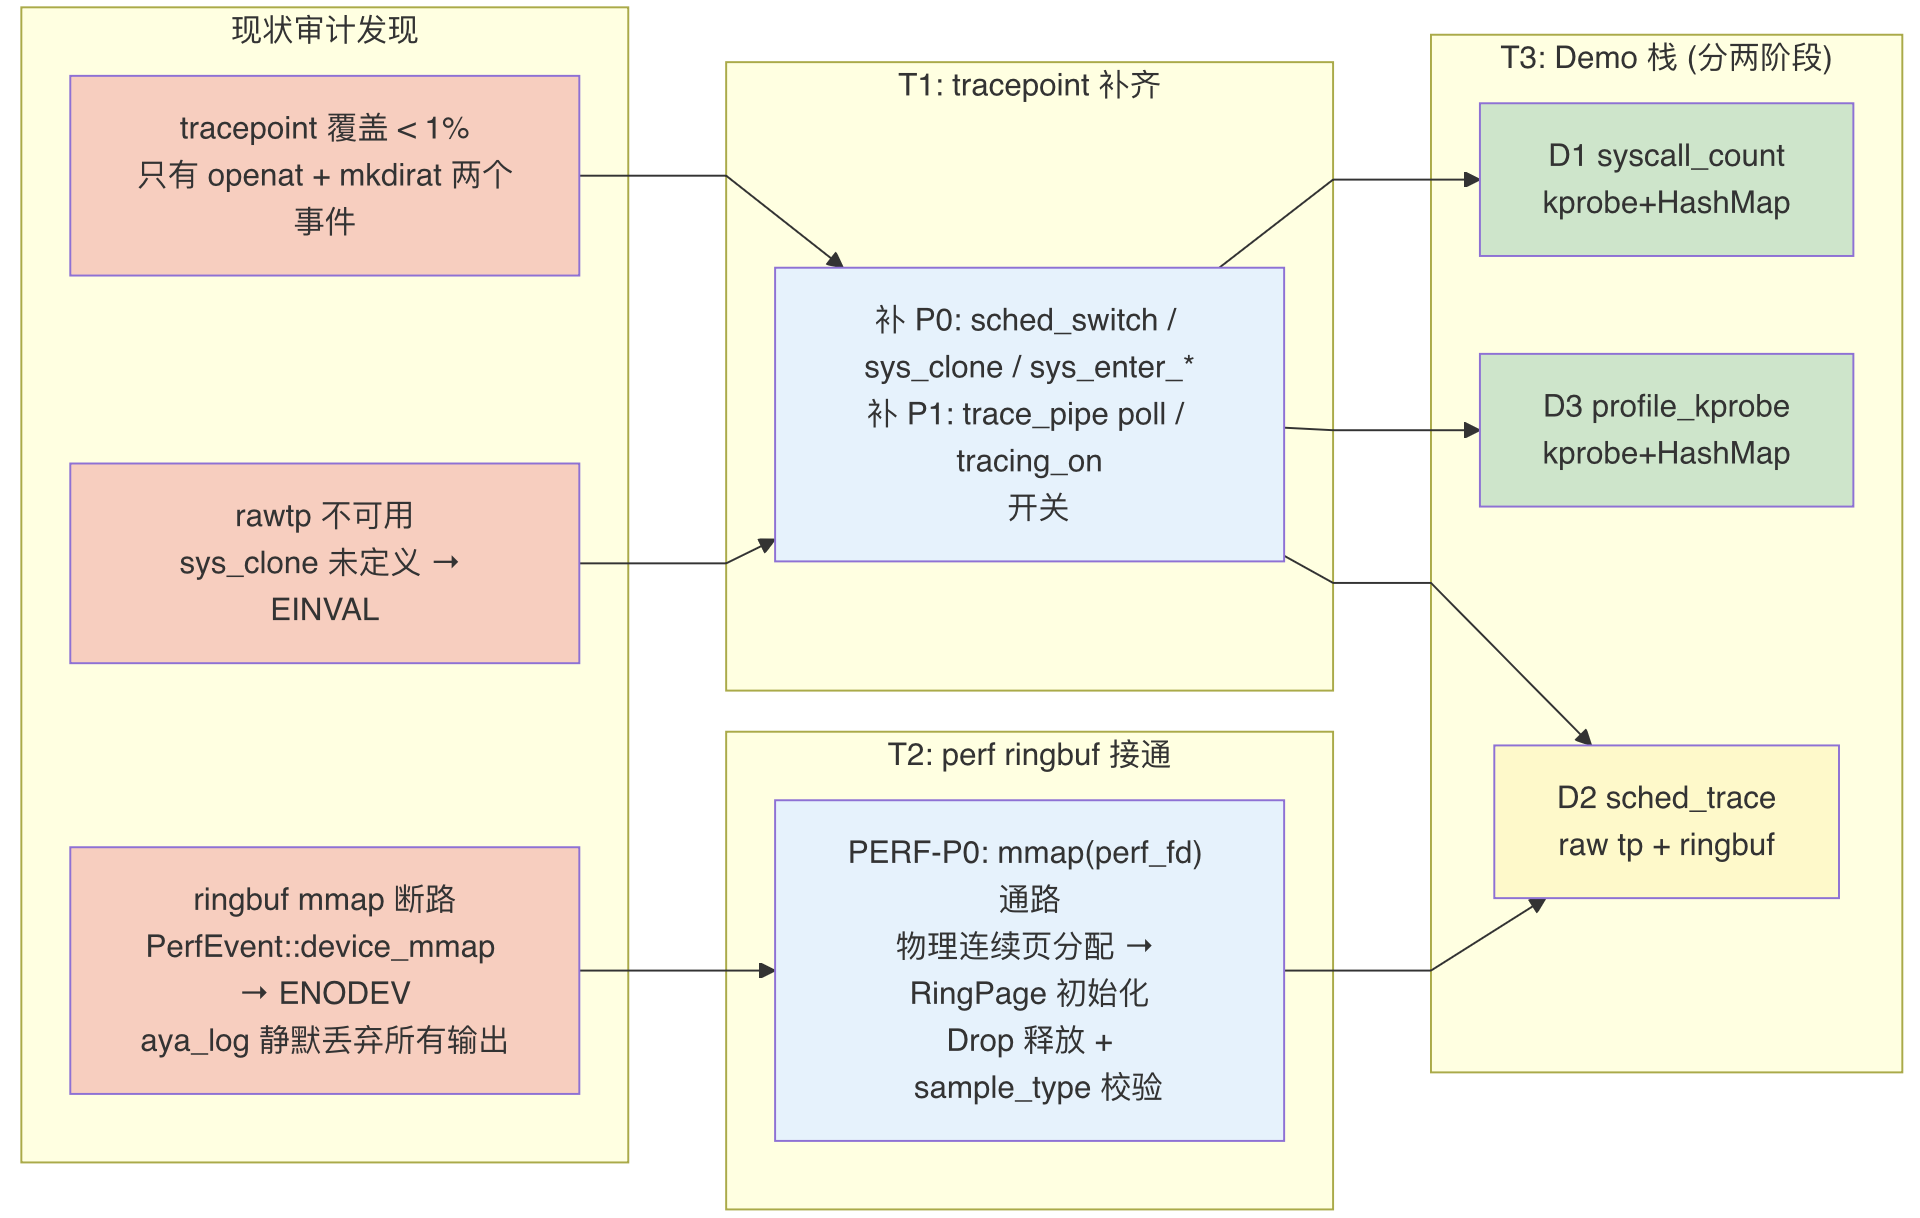 现状审计发现
tracepoint 覆盖 < 1%
只有 openat + mkdirat 两个
事件
rawtp 不可用
sys_clone 未定义 →
EINVAL
ringbuf mmap 断路
PerfEvent::device_mmap
→ ENODEV
aya_log 静默丢弃所有输出
T1: tracepoint 补齐
补 P0: sched_switch /
sys_clone / sys_enter_*
补 P1: trace_pipe poll /
tracing_on
开关
T2: perf ringbuf 接通
PERF-P0: mmap(perf_fd)
通路
物理连续页分配 →
RingPage 初始化
Drop 释放 +
sample_type 校验
T3: Demo 栈 (分两阶段)
D1 syscall_count
kprobe+HashMap
D3 profile_kprobe
kprobe+HashMap
D2 sched_trace
raw tp + ringbuf